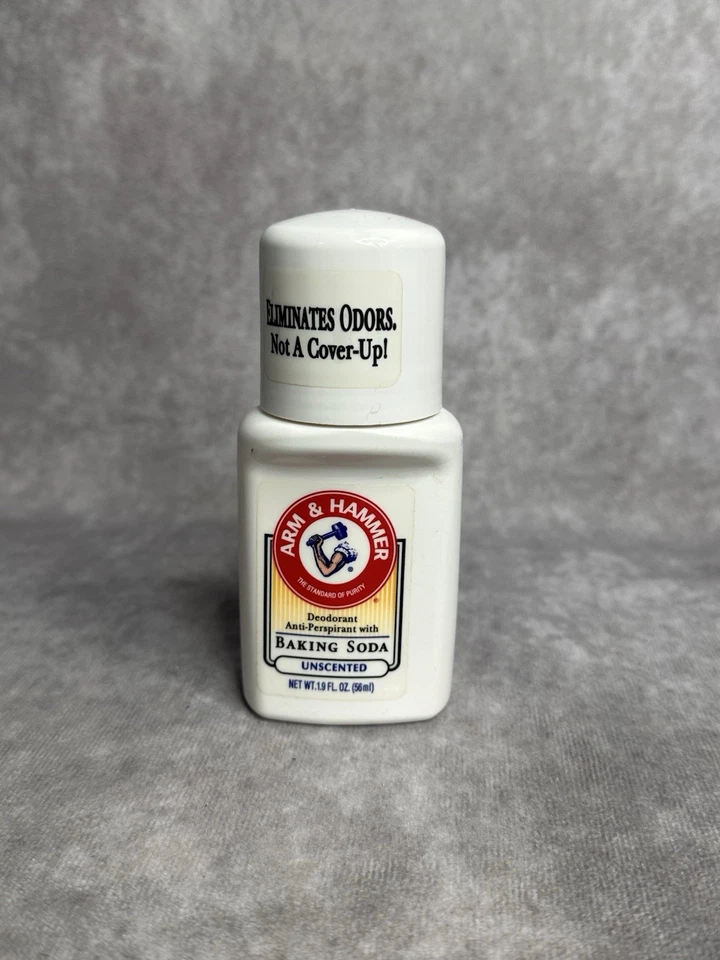 ELIMINATES ODORS.
Not A Cover-Up!
ARM & HAMMER
®
THE STANDARD OF PURITY
®
Deodorant
Anti-Perspirant with
BAKING SODA
UNSCENTED
NET WT. 1.9 FL. OZ. (56ml)